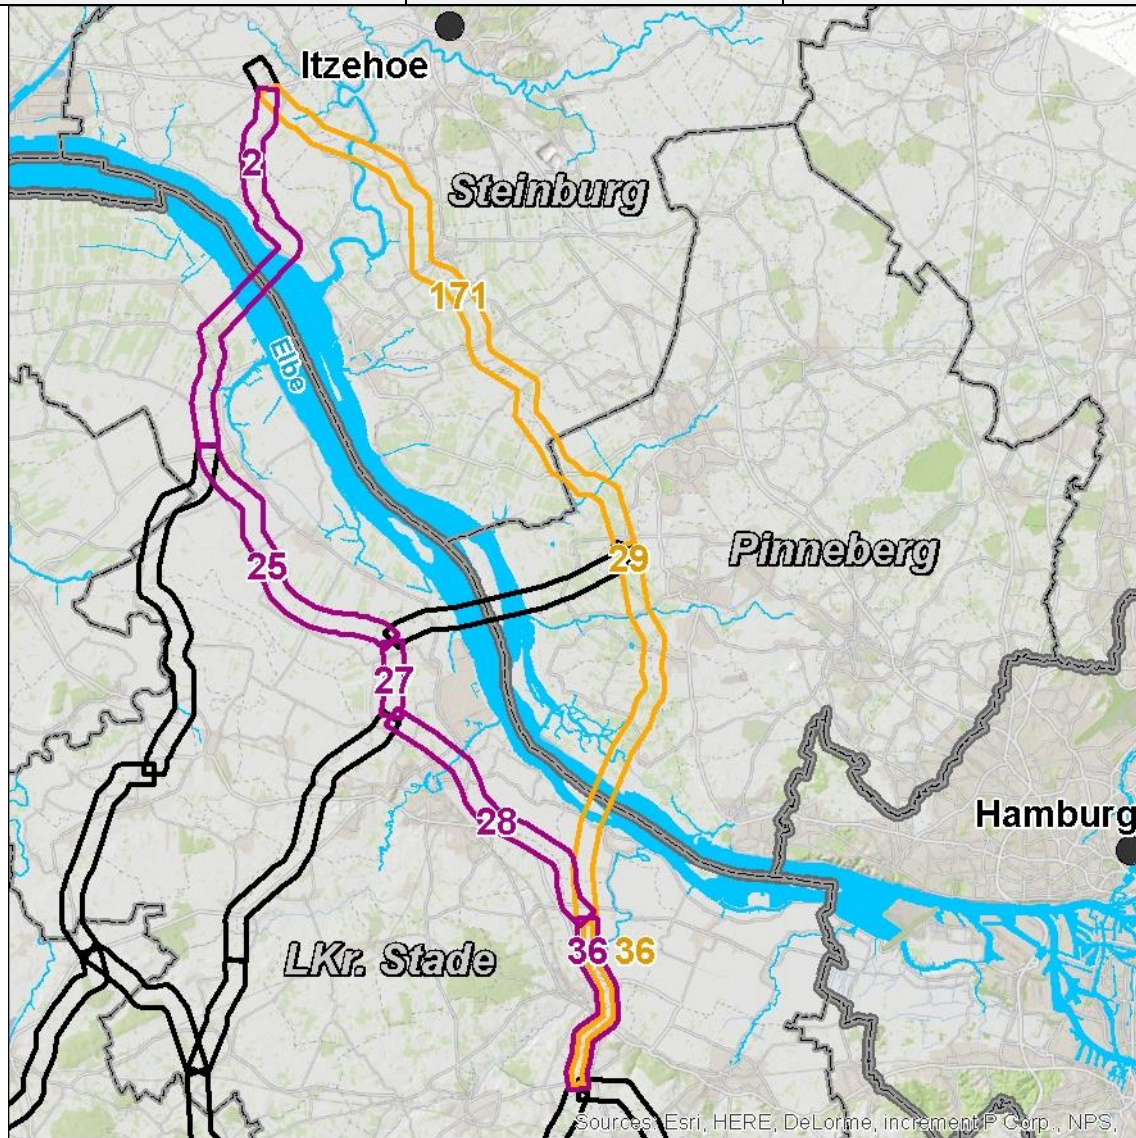 Itzehoe
2
Steinburg
171
Elbe
Pinneberg
29
25
27
28
Hamburg
36 36
LKr. Stade
Sources: Esri, HERE, DeLorme, increment P Corp., NPS,